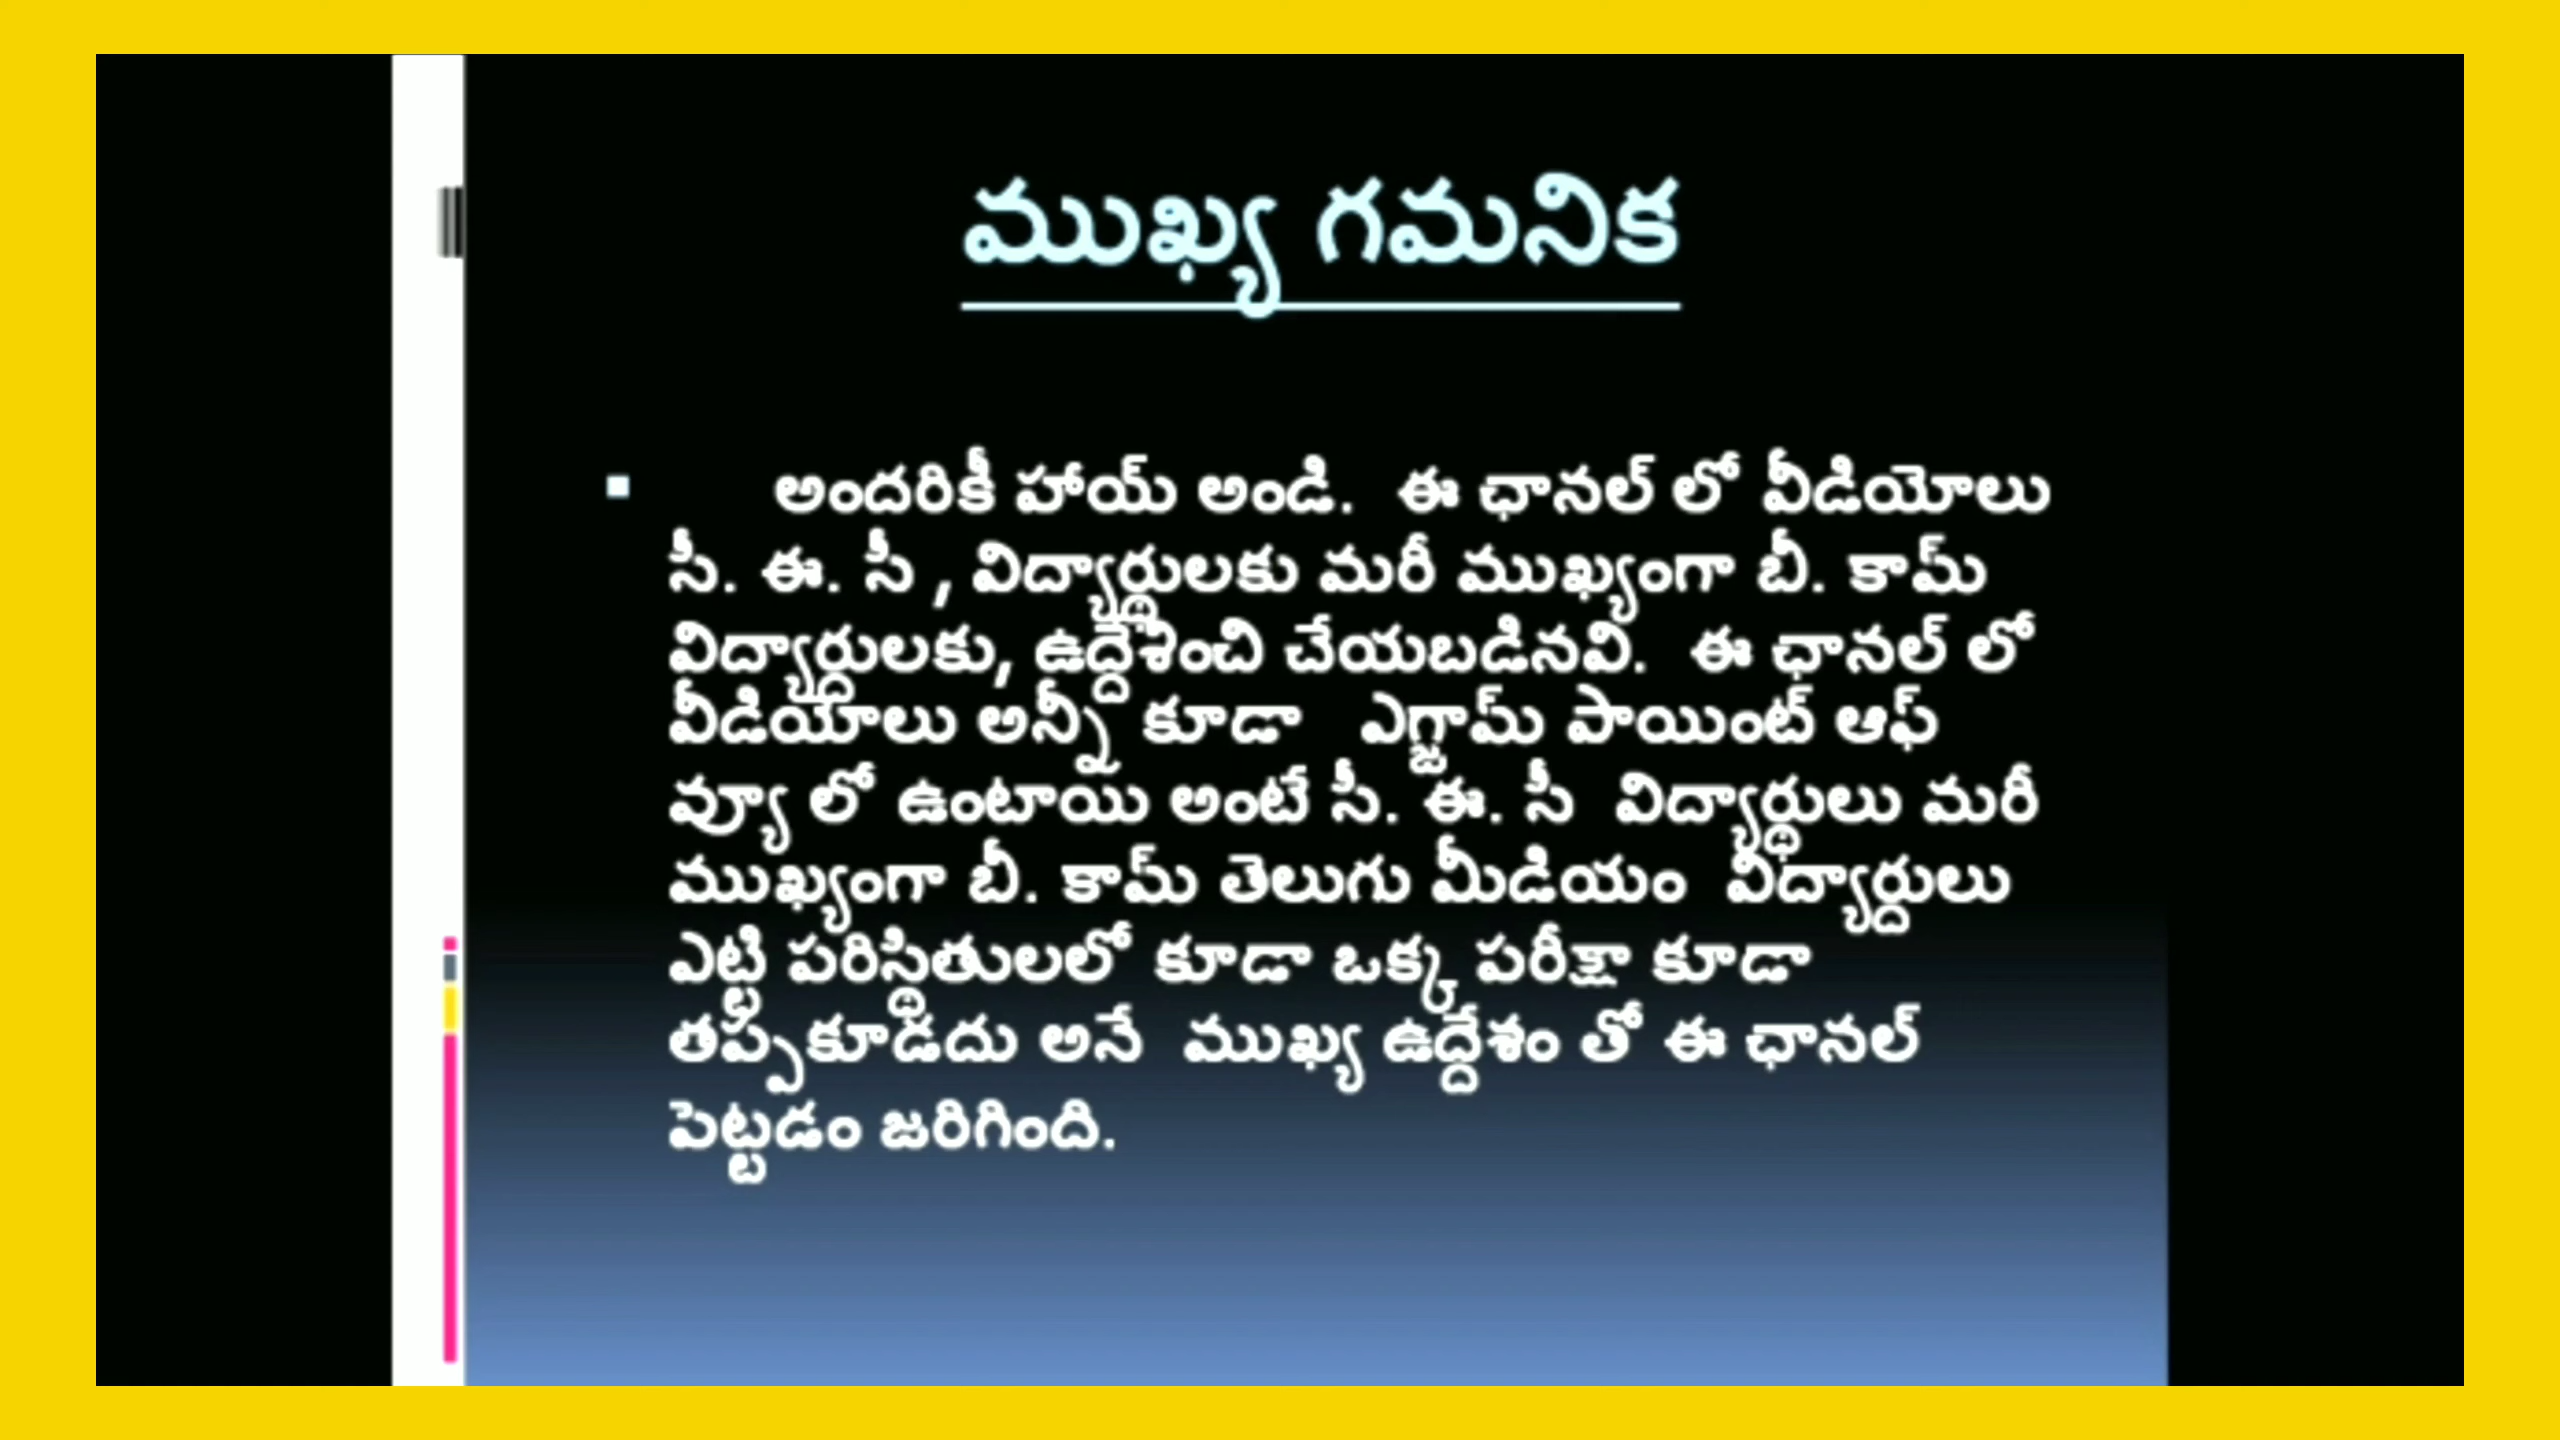 ముఖ్య గమనిక
అందరికీ హాయ్ అండి. ఈ ఛానల్ లో వీడియోలు
సీ. ఈ. సీ , విద్యార్థులకు మరీ ముఖ్యంగా బీ. కామ్
విద్యార్దులకు, ఉద్దేశించి చేయబడినవి. ఈ ఛానల్ లో
వీడియోలు అన్నీ కూడా ఎగ్జామ్ పాయింట్ ఆఫ్
వ్యూ లో ఉంటాయి అంటే సీ. ఈ. సీ విద్యార్థులు మరీ
ముఖ్యంగా బీ. కామ్ తెలుగు మీడియం విద్యార్దులు
ఎట్టి పరిస్థితులలో కూడా ఒక్క పరీక్షా కూడా
తప్పకూడదు అనే ముఖ్య ఉద్దేశం తో ఈ ఛానల్
పెట్టడం జరిగింది.